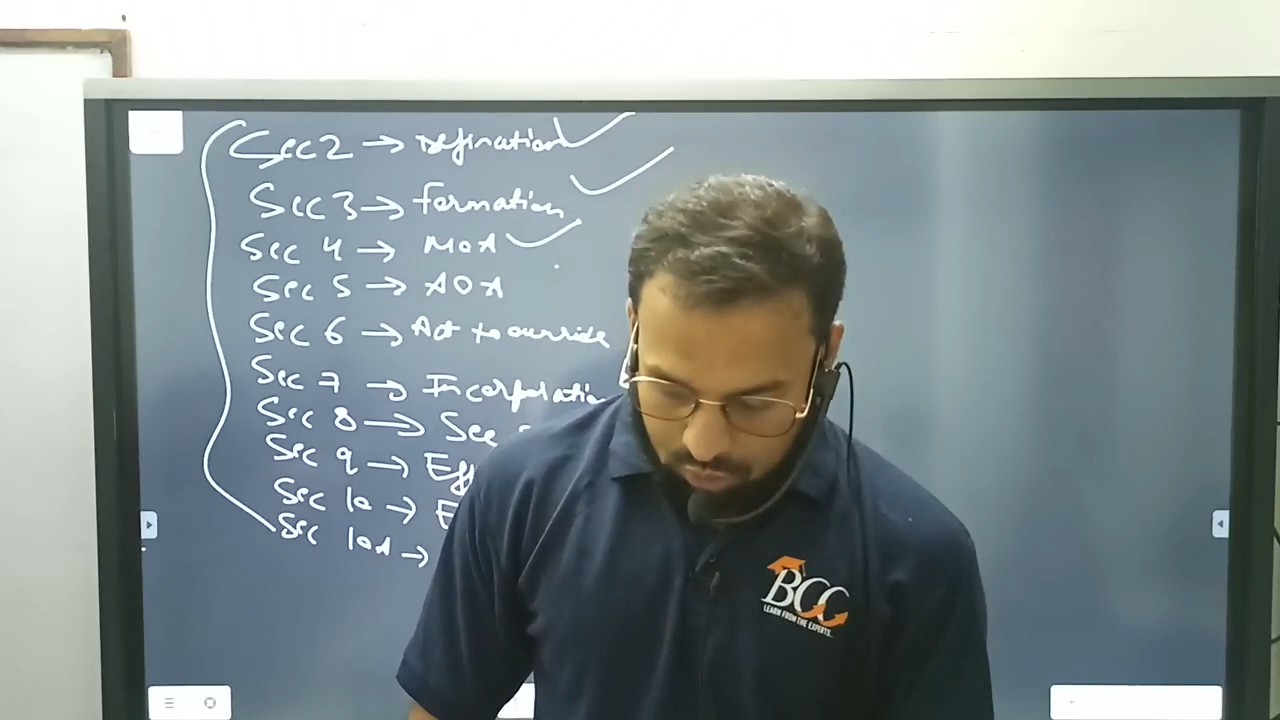 Sec 2 → Defination
Sec 3 → Formation
Sec 4 → MOA
Sec 5 → AOA
Sec 6 → Act to override
Sec 7 → Incorporation
Sec 8 → Sec
Sec 9 → Eff
Sec 10 → E
Sec 10A →
BCC
LEARN FROM THE EXPERTS..